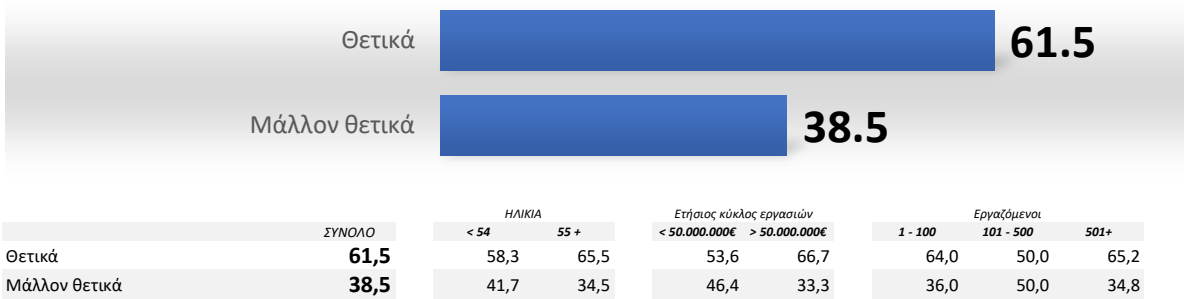 Θετικά 61.5
Μάλλον θετικά 38.5
ΗΛΙΚΙΑ Ετήσιος κύκλος εργασιών Εργαζόμενοι
ΣΥΝΟΛΟ < 54 55 + < 50.000.000€ > 50.000.000€ 1 - 100 101 - 500 501+
Θετικά 61,5 58,3 65,5 53,6 66,7 64,0 50,0 65,2
Μάλλον θετικά 38,5 41,7 34,5 46,4 33,3 36,0 50,0 34,8